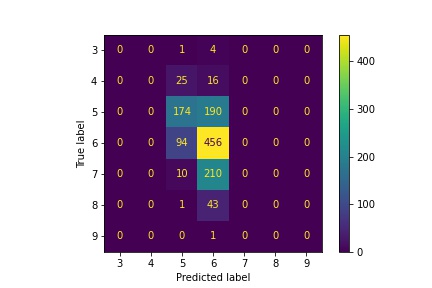 3 0 0 1 4 0 0 0
4 0 0 25 16 0 0 0
5 0 0 174 190 0 0 0
6 0 0 94 456 0 0 0
7 0 0 10 210 0 0 0
8 0 0 1 43 0 0 0
9 0 0 0 1 0 0 0
3 4 5 6 7 8 9
Predicted label
True label
400
300
200
100
0